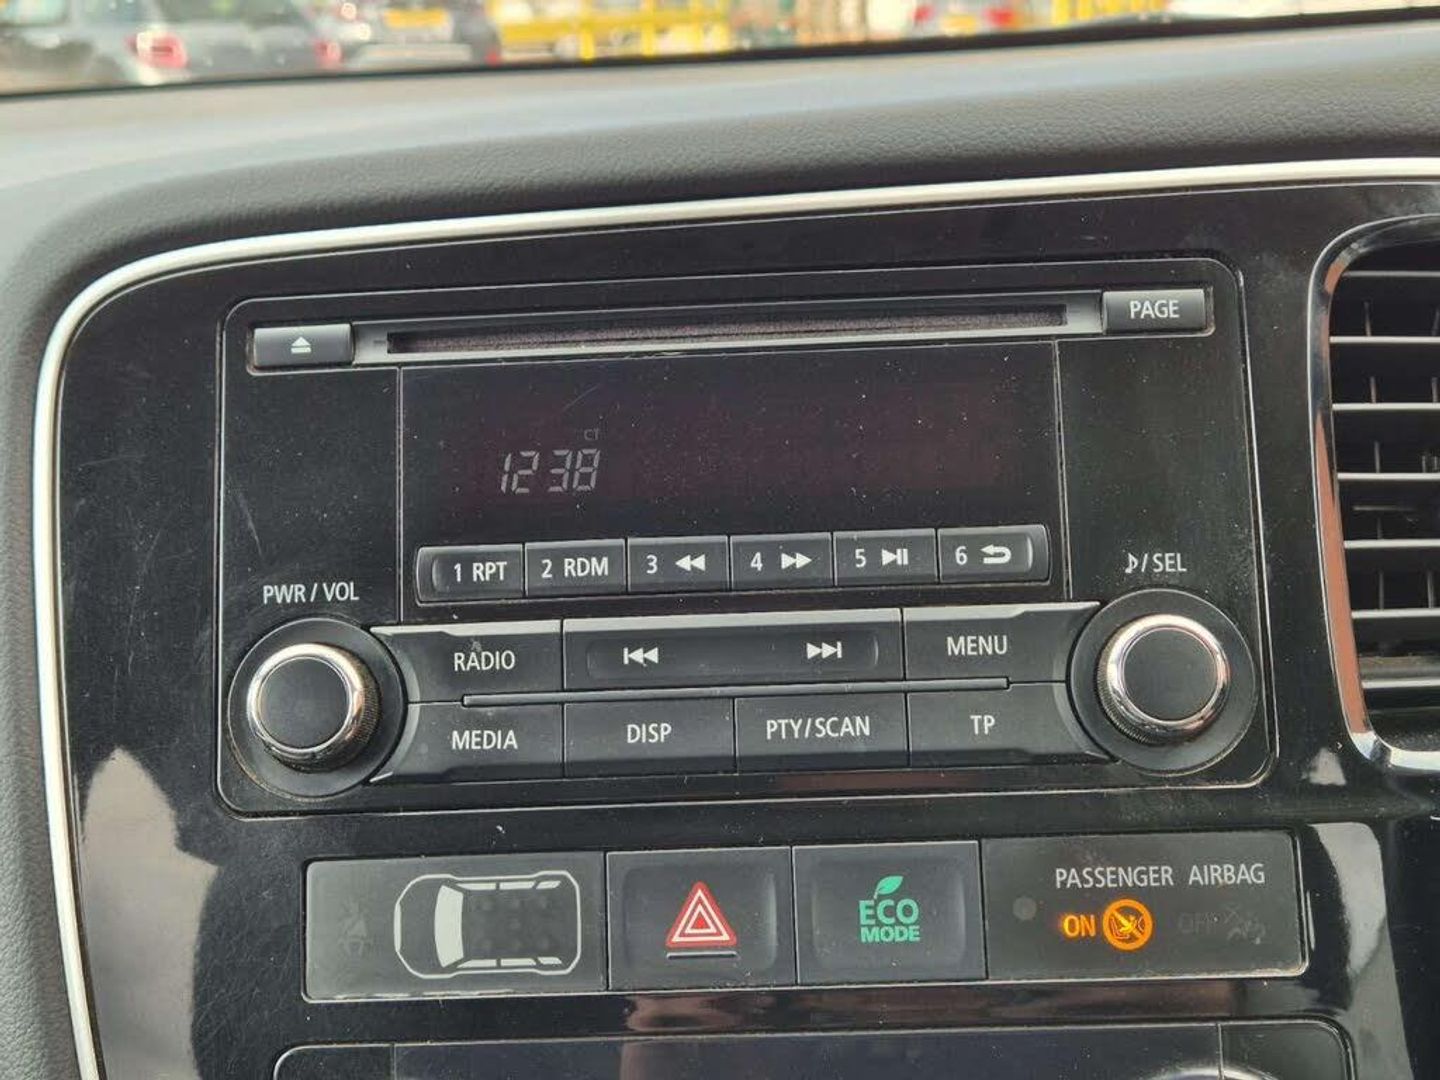 PAGE
CT
12 38
1 RPT 2 RDM 3 4 5 6
PWR / VOL
/ SEL
RADIO MENU
MEDIA DISP PTY/SCAN TP
PASSENGER AIRBAG
ECO
MODE
ON OFF